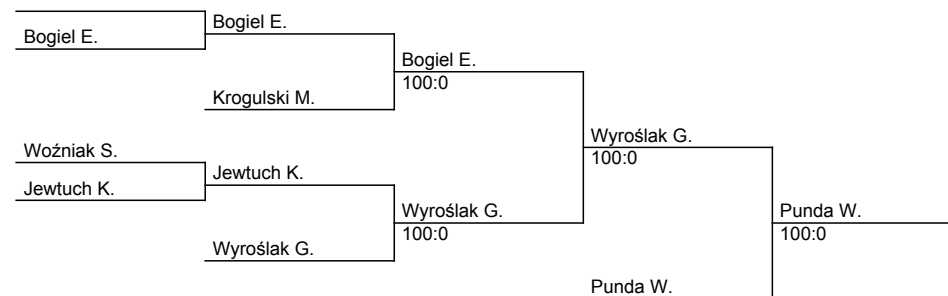 Bogiel E.
Bogiel E.
Bogiel E.
100:0
Krogulski M.
Wyroślak G.
100:0
Woźniak S.
Jewtuch K.
Jewtuch K.
Wyroślak G.
100:0
Punda W.
100:0
Wyroślak G.
Punda W.